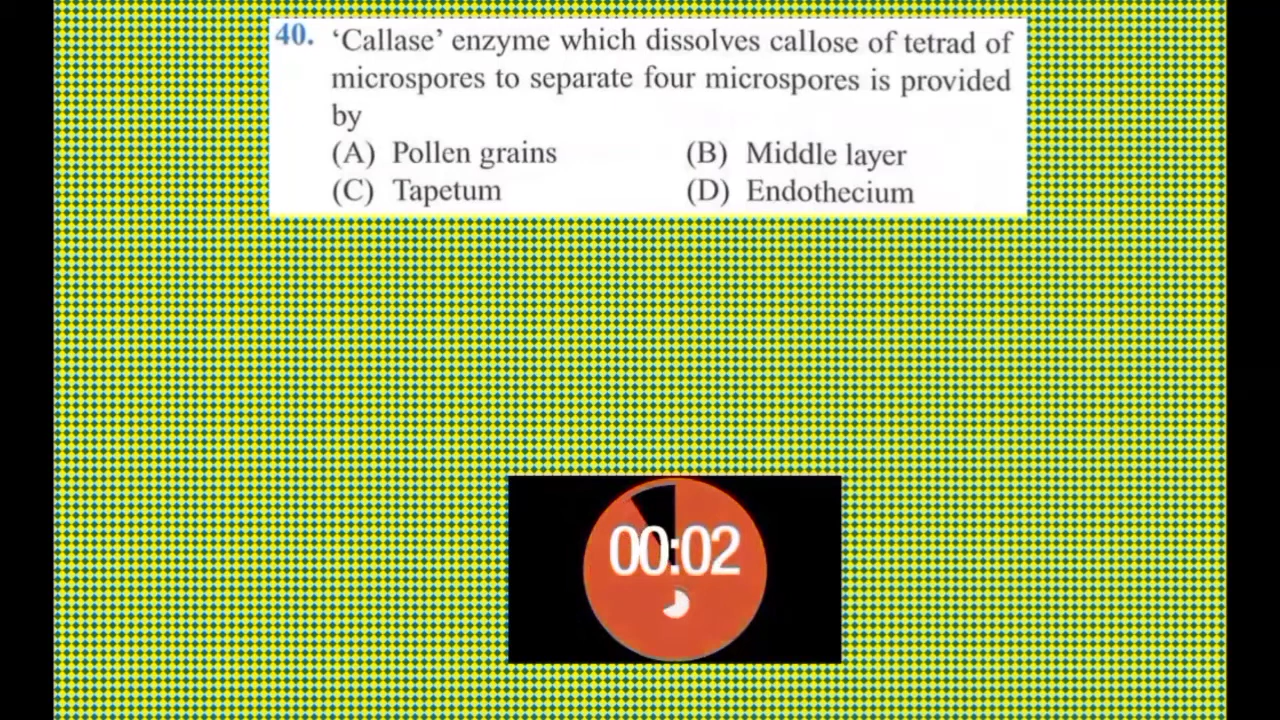 40. ‘Callase’ enzyme which dissolves callose of tetrad of
microspores to separate four microspores is provided
by
(A) Pollen grains (B) Middle layer
(C) Tapetum (D) Endothecium
00:02